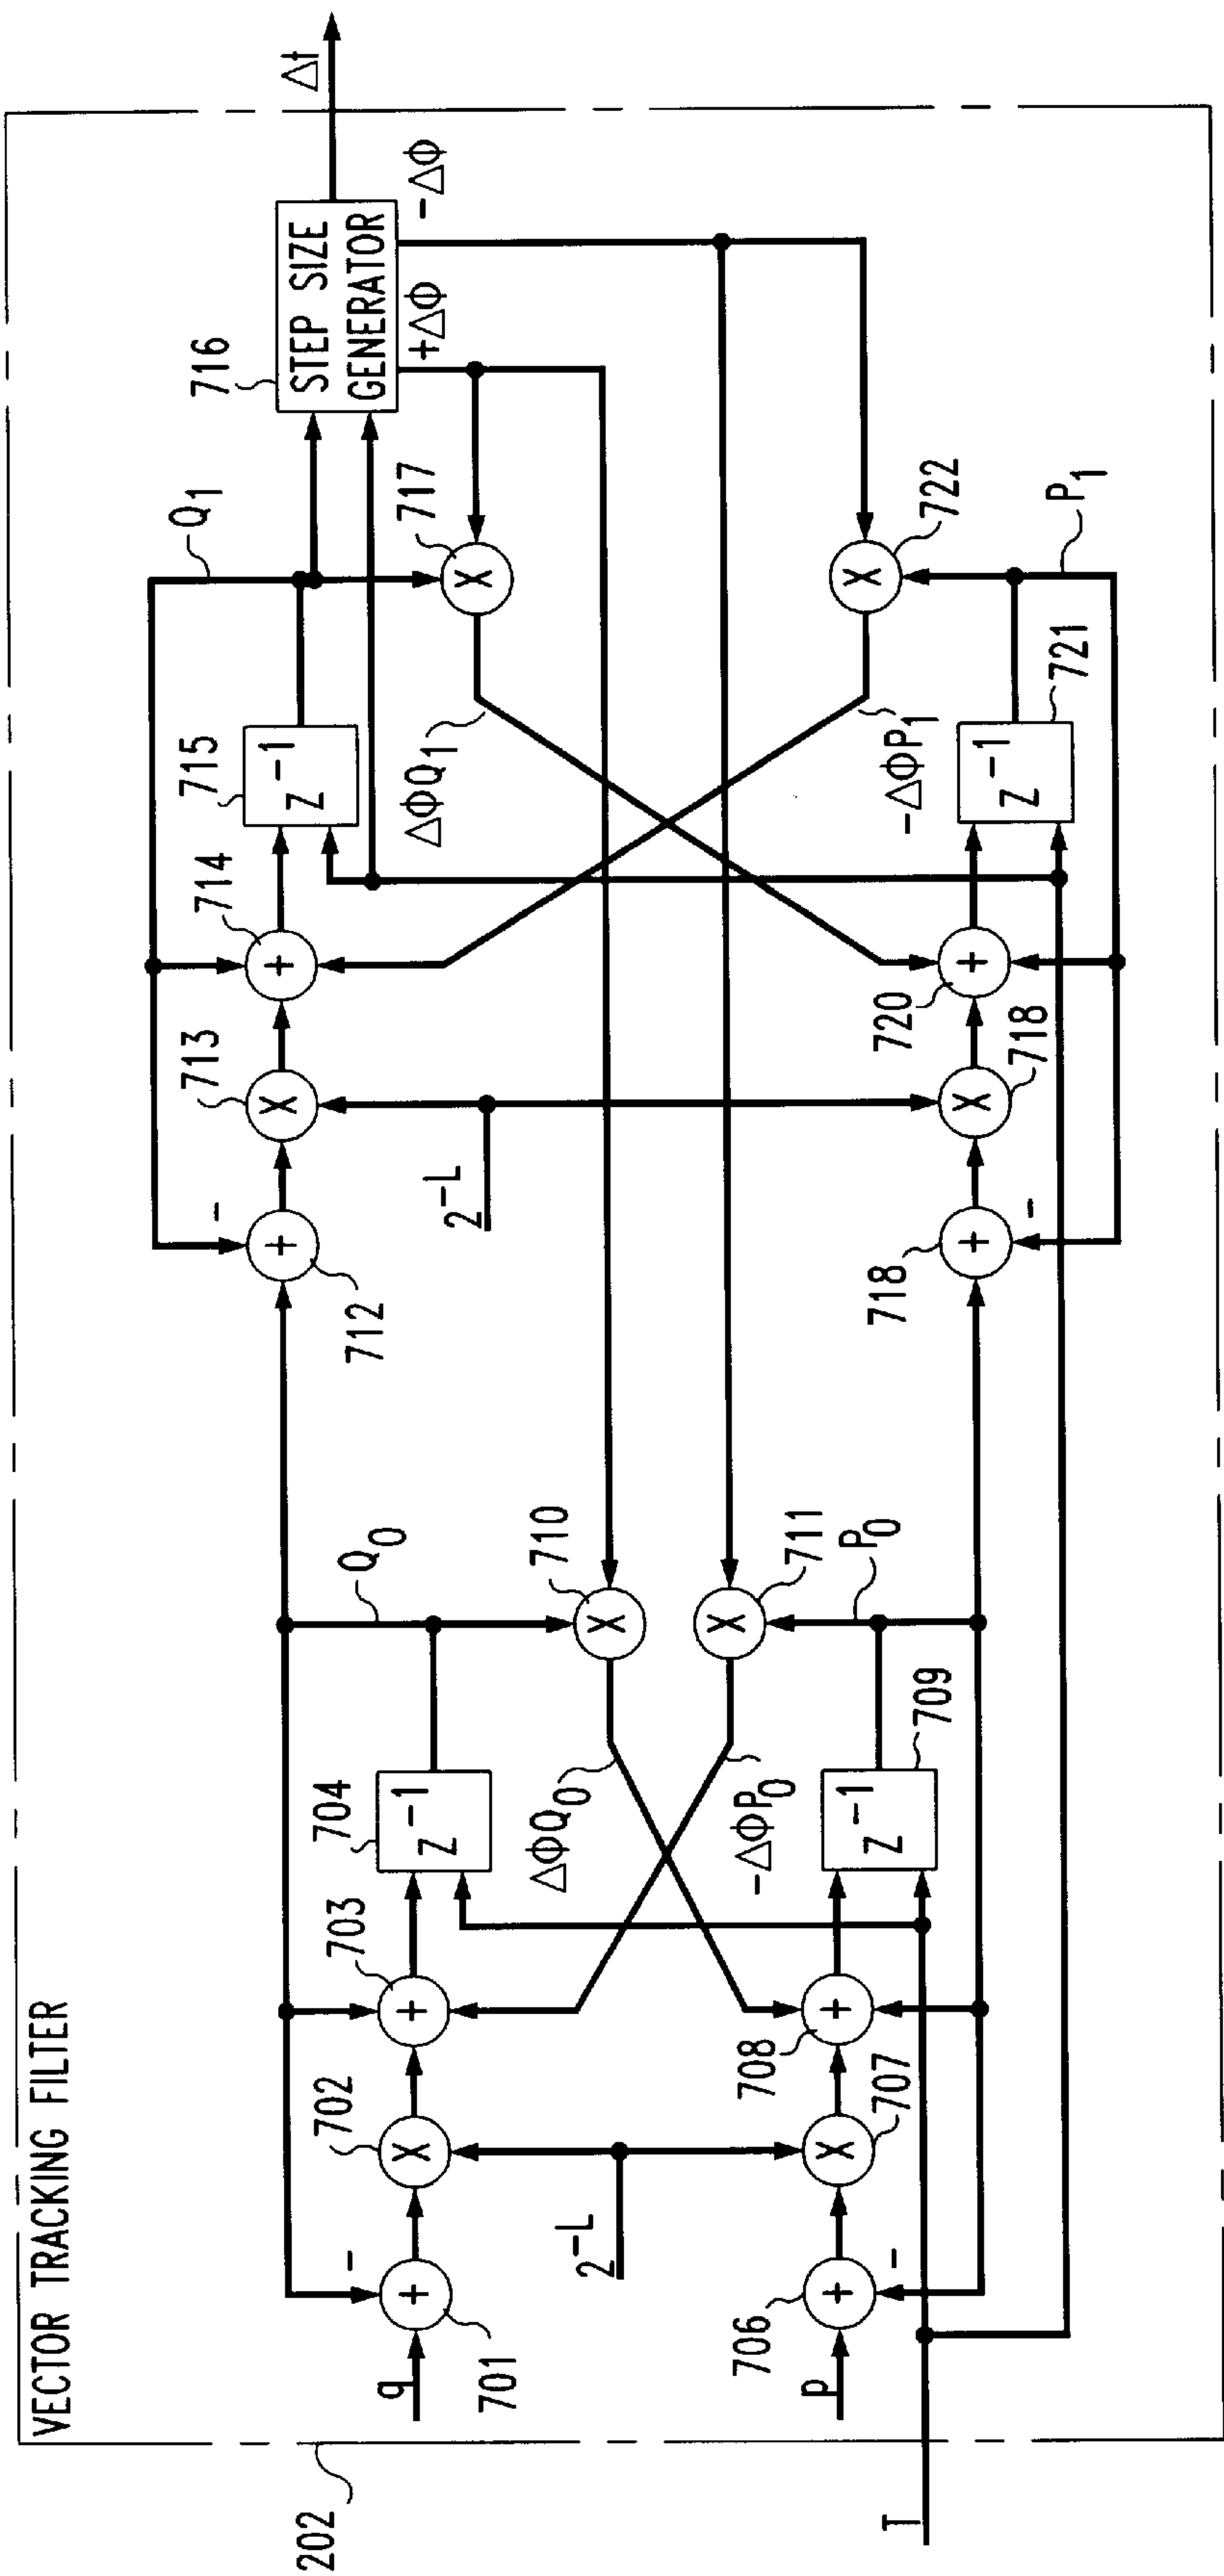 VECTOR TRACKING FILTER
202
q
701
-
+
702
X
703
+
704
Z⁻¹
Q₀
2⁻ᴸ
p
706
-
+
707
X
708
+
709
Z⁻¹
P₀
T
ΔΦQ₀
-ΔΦP₀
710
X
711
X
712
-
+
713
X
714
+
715
Z⁻¹
Q₁
2⁻ᴸ
718
-
+
718
X
720
+
721
Z⁻¹
P₁
ΔΦQ₁
-ΔΦP₁
717
X
722
X
716
STEP SIZE
GENERATOR
+ΔΦ
-ΔΦ
Δt